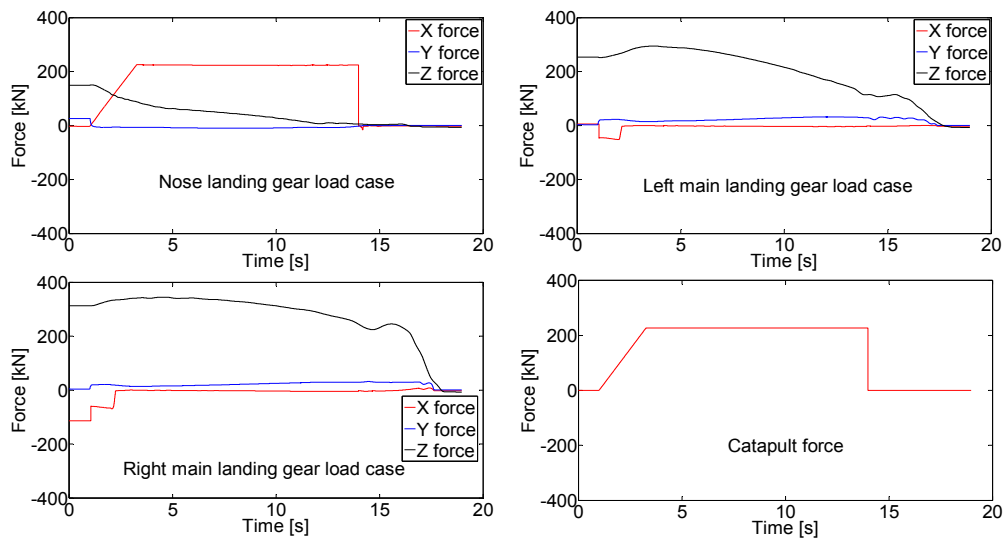 400
200
0
-200
-400
Force [kN]
0
5
10
15
20
Time [s]
X force
Y force
Z force
Nose landing gear load case
400
200
0
-200
-400
Force [kN]
0
5
10
15
20
Time [s]
X force
Y force
Z force
Left main landing gear load case
400
200
0
-200
-400
Force [kN]
0
5
10
15
20
Time [s]
X force
Y force
Z force
Right main landing gear load case
400
200
0
-200
-400
Force [kN]
0
5
10
15
20
Time [s]
Catapult force